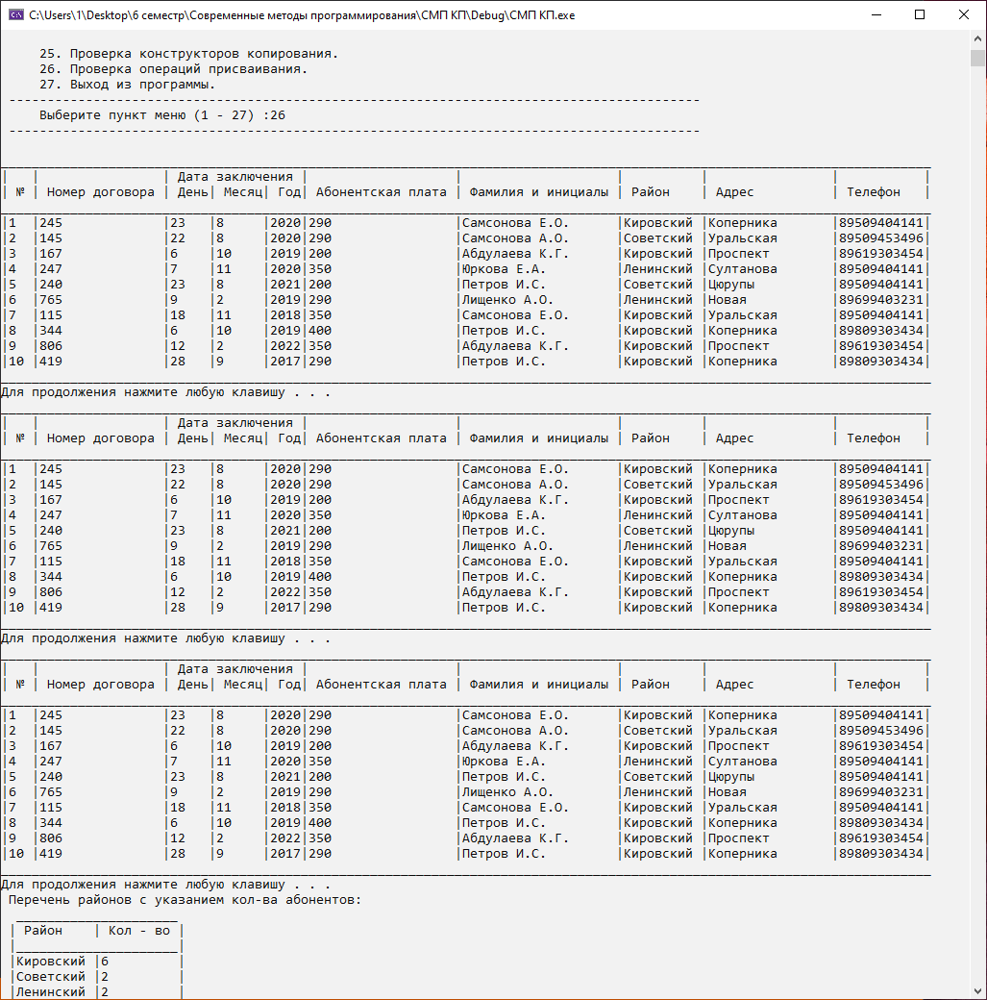 C:\Users\1\Desktop\6 семестр\Современные методы программирования\СМП КП\Debug\СМП КП.exe
25. Проверка конструкторов копирования.
26. Проверка операций присваивания.
27. Выход из программы.
------------------------------------------------------------------------------------------
Выберите пункт меню (1 - 27) :26
------------------------------------------------------------------------------------------
| | | Дата заключения | | | | |
| № | Номер договора | День| Месяц| Год| Абонентская плата | Фамилия и инициалы | Район | Адрес | Телефон |
|1 |245 |23 |8 |2020|290 |Самсонова Е.О. |Кировский |Коперника |89509404141|
|2 |145 |22 |8 |2020|290 |Самсонова А.О. |Советский |Уральская |89509453496|
|3 |167 |6 |10 |2019|200 |Абдулаева К.Г. |Кировский |Проспект |89619303454|
|4 |247 |7 |11 |2020|350 |Юркова Е.А. |Ленинский |Султанова |89509404141|
|5 |240 |23 |8 |2021|200 |Петров И.С. |Советский |Цюрупы |89509404141|
|6 |765 |9 |2 |2019|290 |Лищенко А.О. |Ленинский |Новая |89699403231|
|7 |115 |18 |11 |2018|350 |Самсонова Е.О. |Кировский |Уральская |89509404141|
|8 |344 |6 |10 |2019|400 |Петров И.С. |Кировский |Коперника |89809303434|
|9 |806 |12 |2 |2022|350 |Абдулаева К.Г. |Кировский |Проспект |89619303454|
|10 |419 |28 |9 |2017|290 |Петров И.С. |Кировский |Коперника |89809303434|
Для продолжения нажмите любую клавишу . . .
| | | Дата заключения | | | | |
| № | Номер договора | День| Месяц| Год| Абонентская плата | Фамилия и инициалы | Район | Адрес | Телефон |
|1 |245 |23 |8 |2020|290 |Самсонова Е.О. |Кировский |Коперника |89509404141|
|2 |145 |22 |8 |2020|290 |Самсонова А.О. |Советский |Уральская |89509453496|
|3 |167 |6 |10 |2019|200 |Абдулаева К.Г. |Кировский |Проспект |89619303454|
|4 |247 |7 |11 |2020|350 |Юркова Е.А. |Ленинский |Султанова |89509404141|
|5 |240 |23 |8 |2021|200 |Петров И.С. |Советский |Цюрупы |89509404141|
|6 |765 |9 |2 |2019|290 |Лищенко А.О. |Ленинский |Новая |89699403231|
|7 |115 |18 |11 |2018|350 |Самсонова Е.О. |Кировский |Уральская |89509404141|
|8 |344 |6 |10 |2019|400 |Петров И.С. |Кировский |Коперника |89809303434|
|9 |806 |12 |2 |2022|350 |Абдулаева К.Г. |Кировский |Проспект |89619303454|
|10 |419 |28 |9 |2017|290 |Петров И.С. |Кировский |Коперника |89809303434|
Для продолжения нажмите любую клавишу . . .
| | | Дата заключения | | | | |
| № | Номер договора | День| Месяц| Год| Абонентская плата | Фамилия и инициалы | Район | Адрес | Телефон |
|1 |245 |23 |8 |2020|290 |Самсонова Е.О. |Кировский |Коперника |89509404141|
|2 |145 |22 |8 |2020|290 |Самсонова А.О. |Советский |Уральская |89509453496|
|3 |167 |6 |10 |2019|200 |Абдулаева К.Г. |Кировский |Проспект |89619303454|
|4 |247 |7 |11 |2020|350 |Юркова Е.А. |Ленинский |Султанова |89509404141|
|5 |240 |23 |8 |2021|200 |Петров И.С. |Советский |Цюрупы |89509404141|
|6 |765 |9 |2 |2019|290 |Лищенко А.О. |Ленинский |Новая |89699403231|
|7 |115 |18 |11 |2018|350 |Самсонова Е.О. |Кировский |Уральская |89509404141|
|8 |344 |6 |10 |2019|400 |Петров И.С. |Кировский |Коперника |89809303434|
|9 |806 |12 |2 |2022|350 |Абдулаева К.Г. |Кировский |Проспект |89619303454|
|10 |419 |28 |9 |2017|290 |Петров И.С. |Кировский |Коперника |89809303434|
Для продолжения нажмите любую клавишу . . .
Перечень районов с указанием кол-ва абонентов:
| Район | Кол - во |
|Кировский |6 |
|Советский |2 |
|Ленинский |2 |